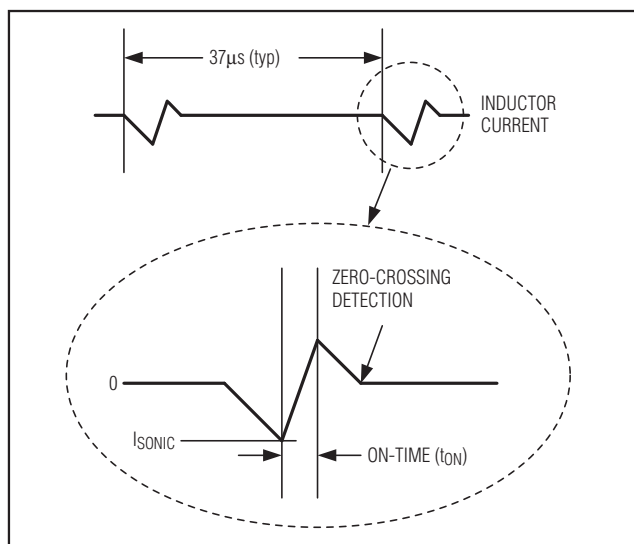 37µs (typ)
INDUCTOR
CURRENT
ZERO-CROSSING
DETECTION
0
ISONIC
ON-TIME (tON)